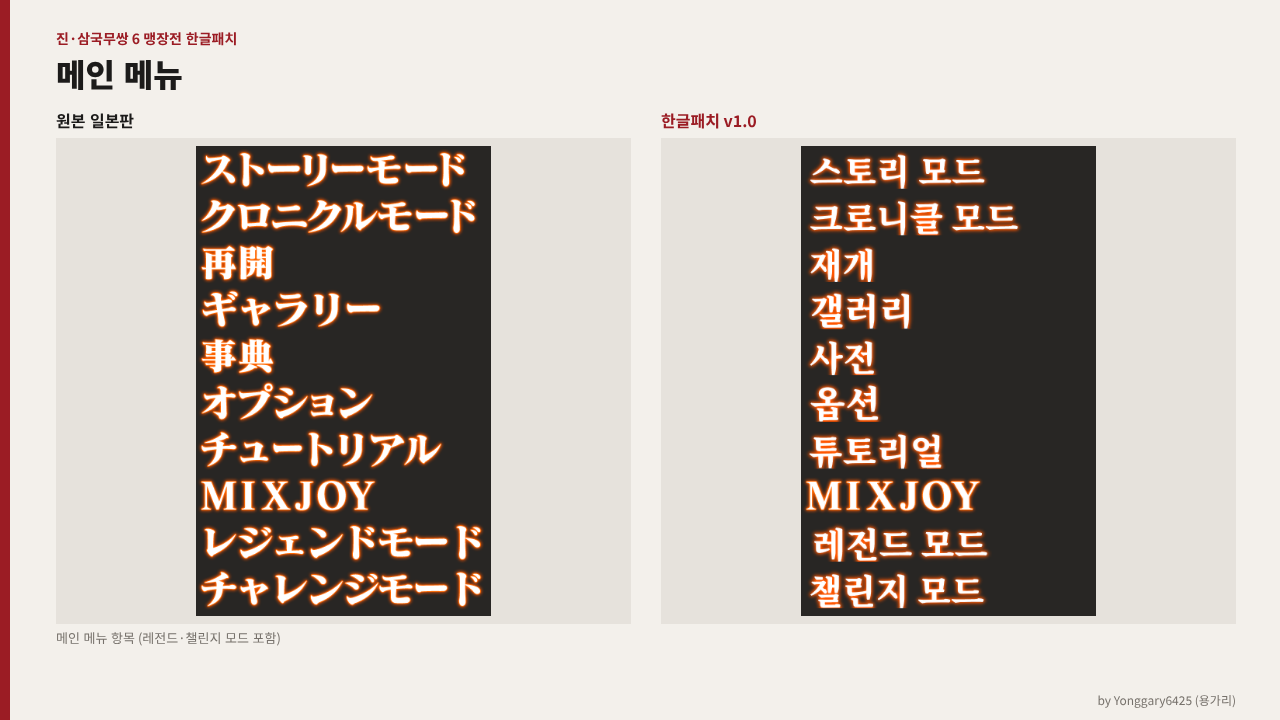 진·삼국무쌍 6 맹장전 한글패치
메인 메뉴
원본 일본판
ストーリーモード
クロニクルモード
再開
ギャラリー
事典
オプション
チュートリアル
MIXJOY
レジェンドモード
チャレンジモード
메인 메뉴 항목 (레전드·챌린지 모드 포함)
한글패치 v1.0
스토리 모드
크로니클 모드
재개
갤러리
사전
옵션
튜토리얼
MIXJOY
레전드 모드
챌린지 모드
by Yonggary6425 (용가리)